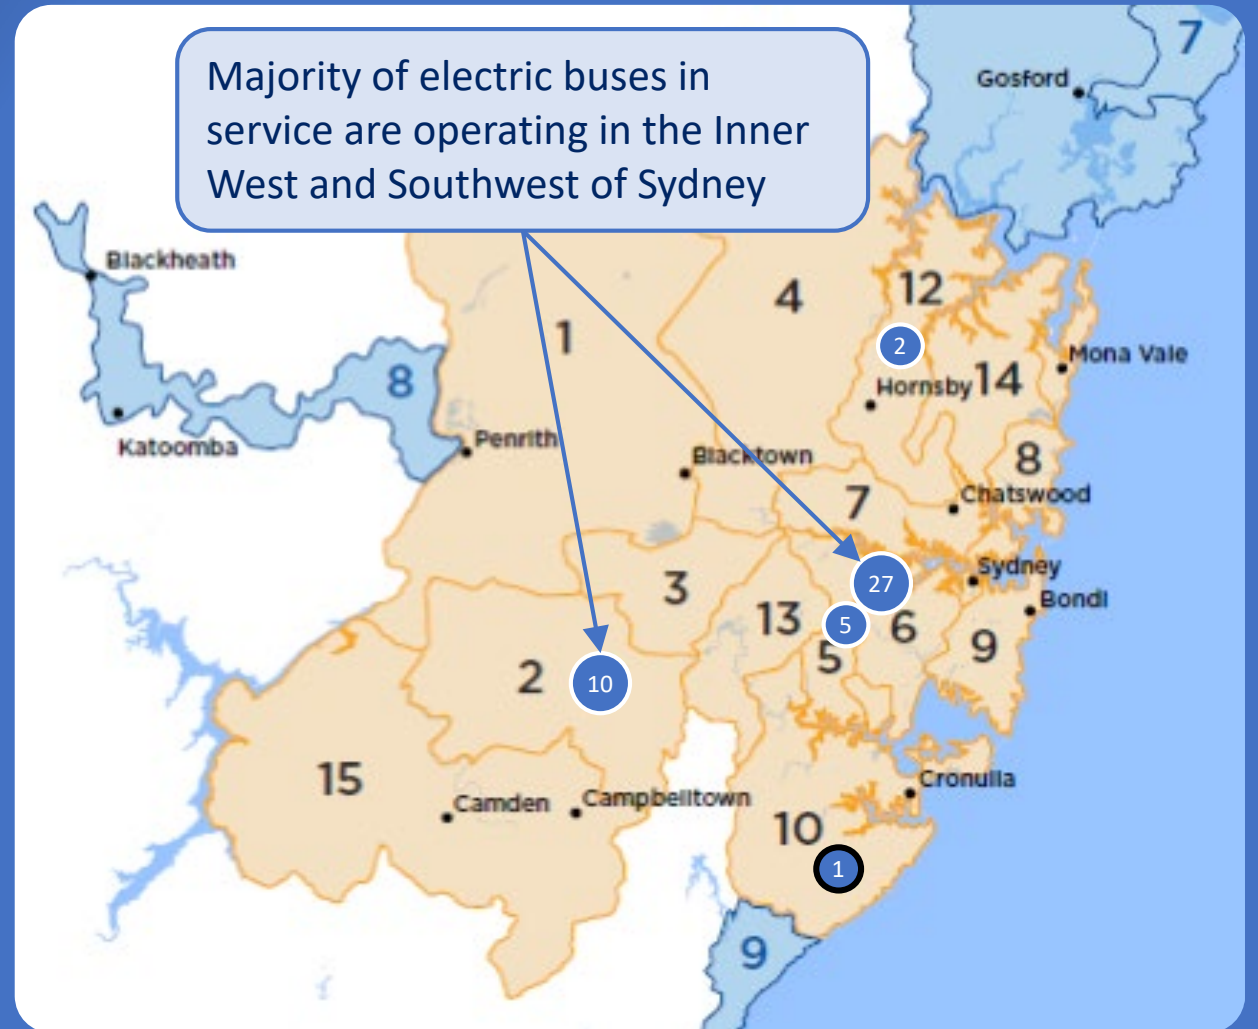 7
Gosford
Majority of electric buses in
service are operating in the Inner
West and Southwest of Sydney
Blackheath
4
12
1
2
Mona Vale
8
Hornsby
14
Katoomba
Penrith
Blacktown
8
7
Chatswood
Sydney
27
3
Bondi
13
5
6
5
9
2
10
15
Cronulla
Camden
Campbelltown
10
1
9